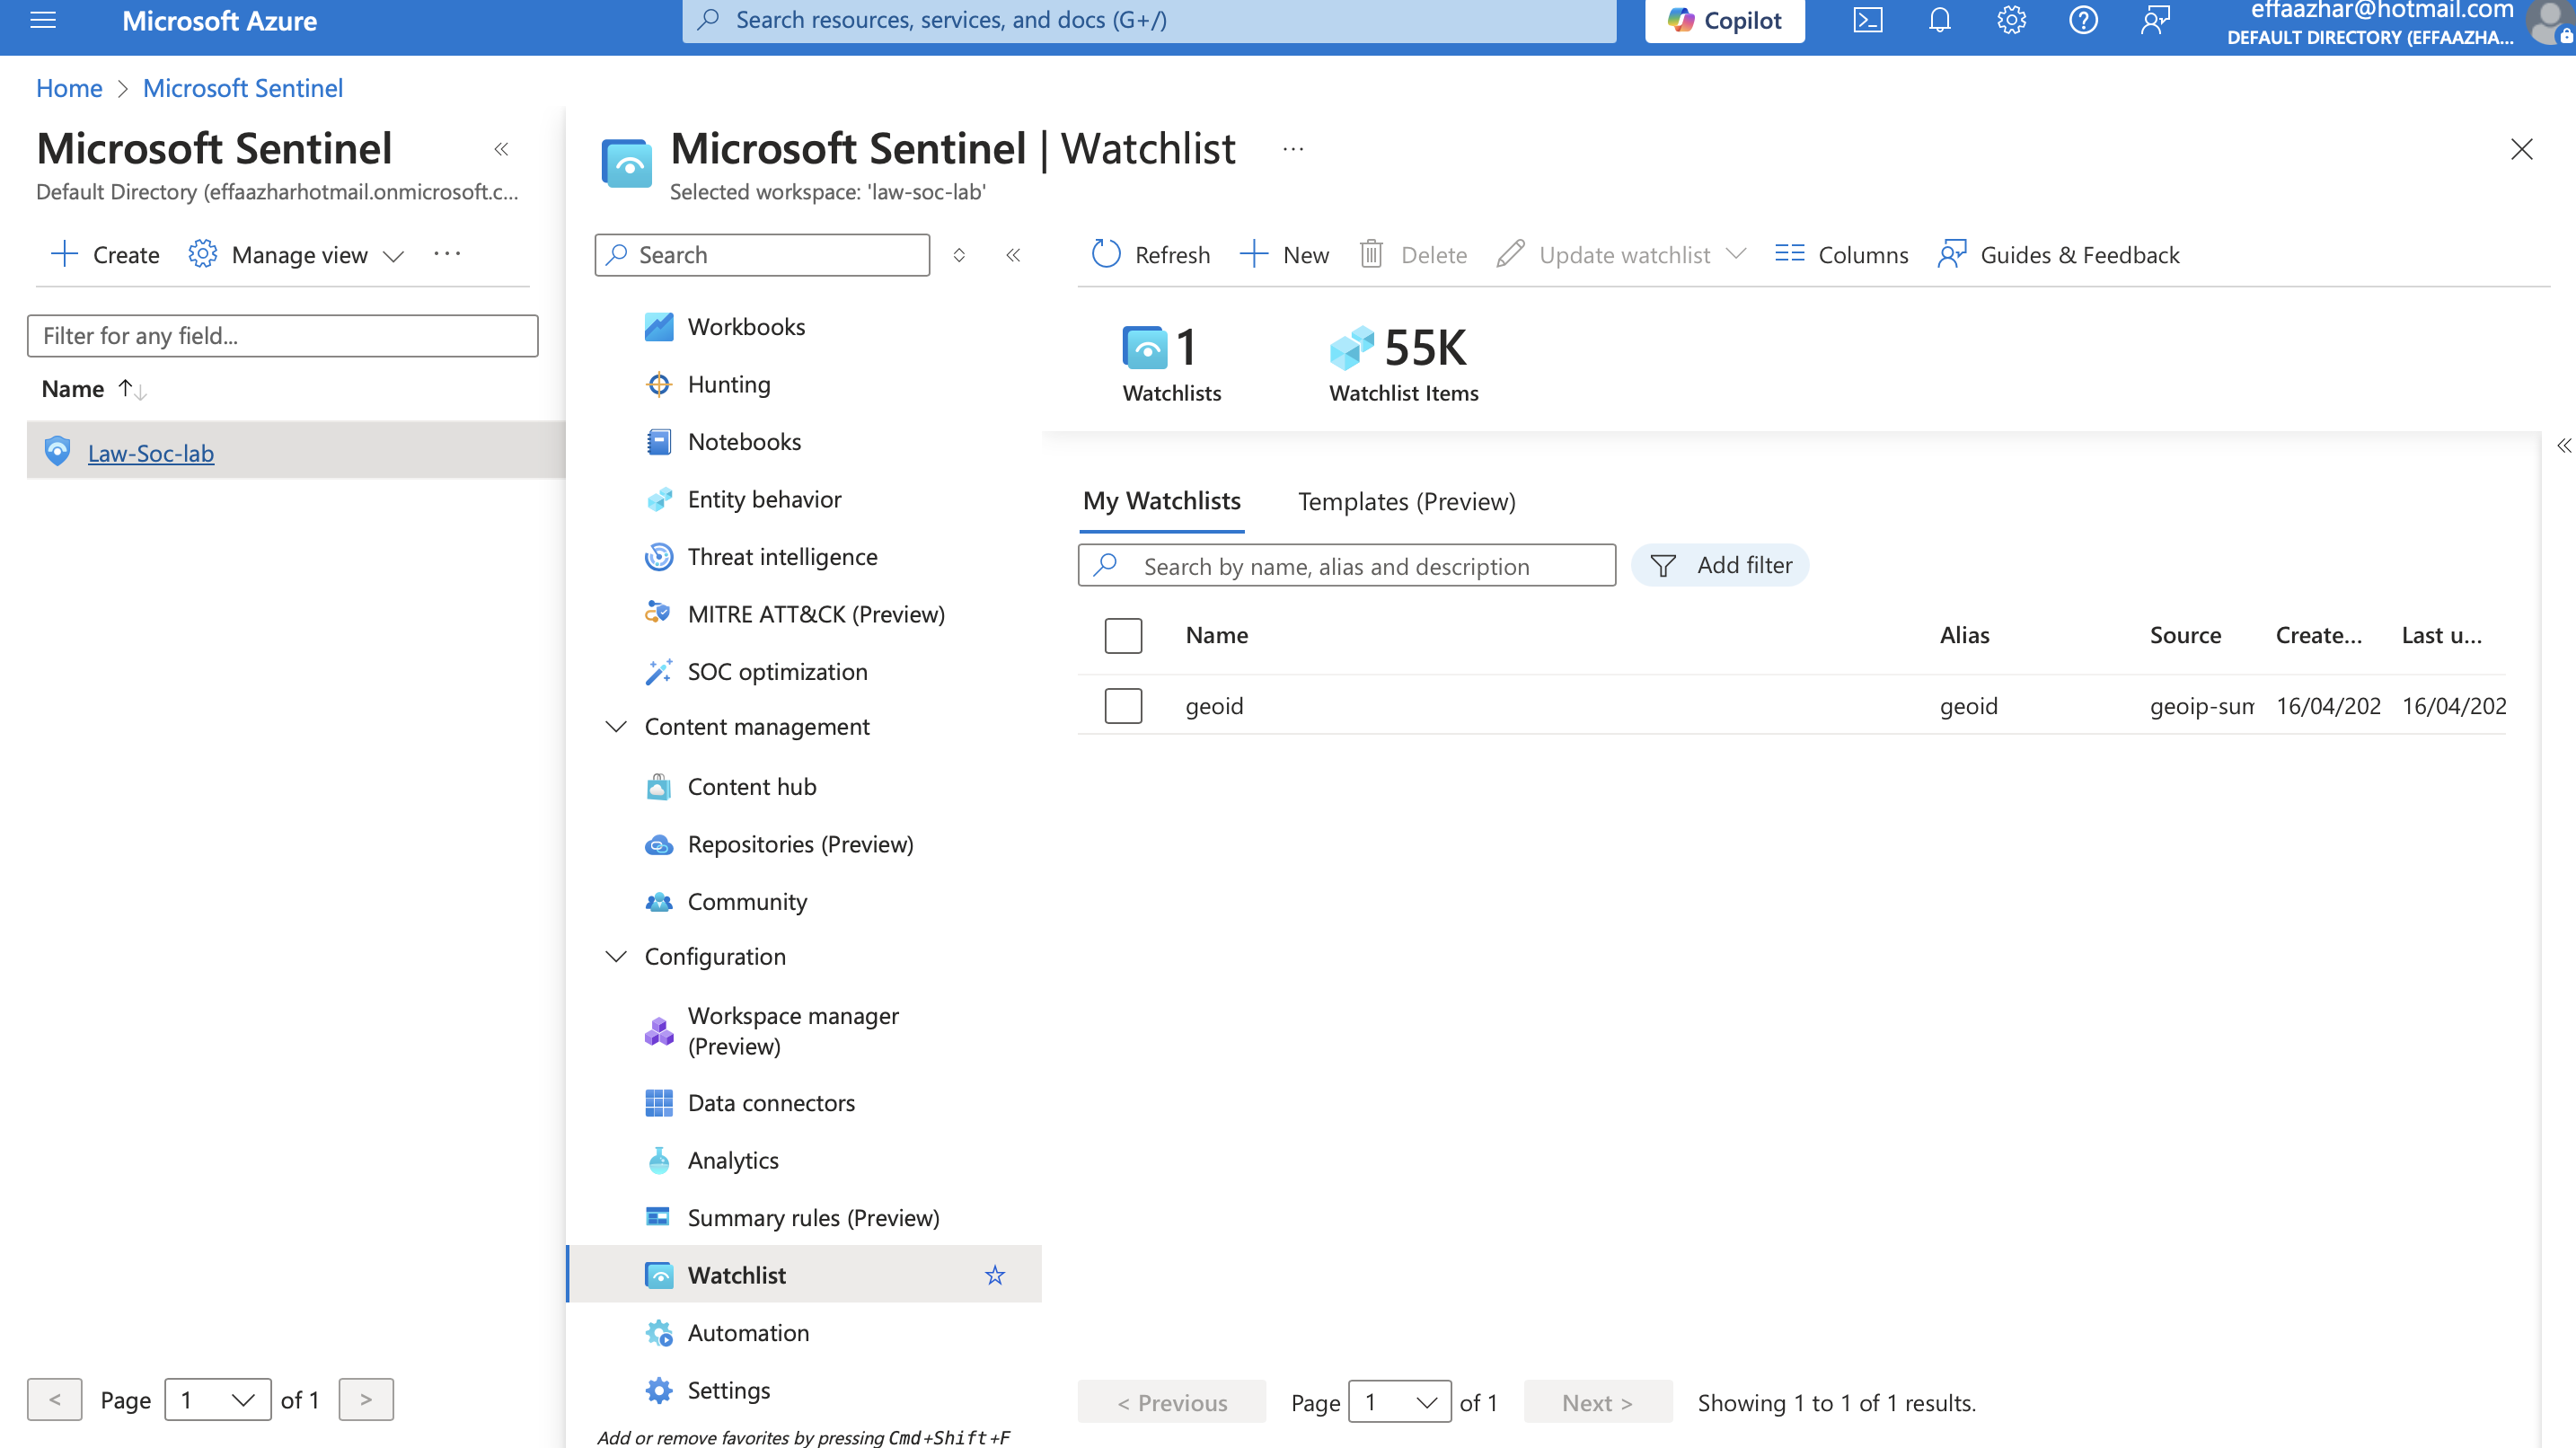 Microsoft Azure
Search resources, services, and docs (G+/)
Copilot
effaazhar@hotmail.com
DEFAULT DIRECTORY (EFFAAZHA...
Home > Microsoft Sentinel
Microsoft Sentinel
Default Directory (effaazharhotmail.onmicrosoft.c...
Create
Manage view
Filter for any field...
Name
Law-Soc-lab
< Page 1 of 1 >
Microsoft Sentinel | Watchlist
Selected workspace: 'law-soc-lab'
Search
Workbooks
Hunting
Notebooks
Entity behavior
Threat intelligence
MITRE ATT&CK (Preview)
SOC optimization
Content management
Content hub
Repositories (Preview)
Community
Configuration
Workspace manager
(Preview)
Data connectors
Analytics
Summary rules (Preview)
Watchlist
Automation
Settings
Add or remove favorites by pressing Cmd+Shift+F
Refresh
New
Delete
Update watchlist
Columns
Guides & Feedback
1
Watchlists
55K
Watchlist Items
My Watchlists
Templates (Preview)
Search by name, alias and description
Add filter
Name Alias Source Create... Last u...
geoid geoid geoip-sum 16/04/202 16/04/202
< Previous Page 1 of 1 Next > Showing 1 to 1 of 1 results.